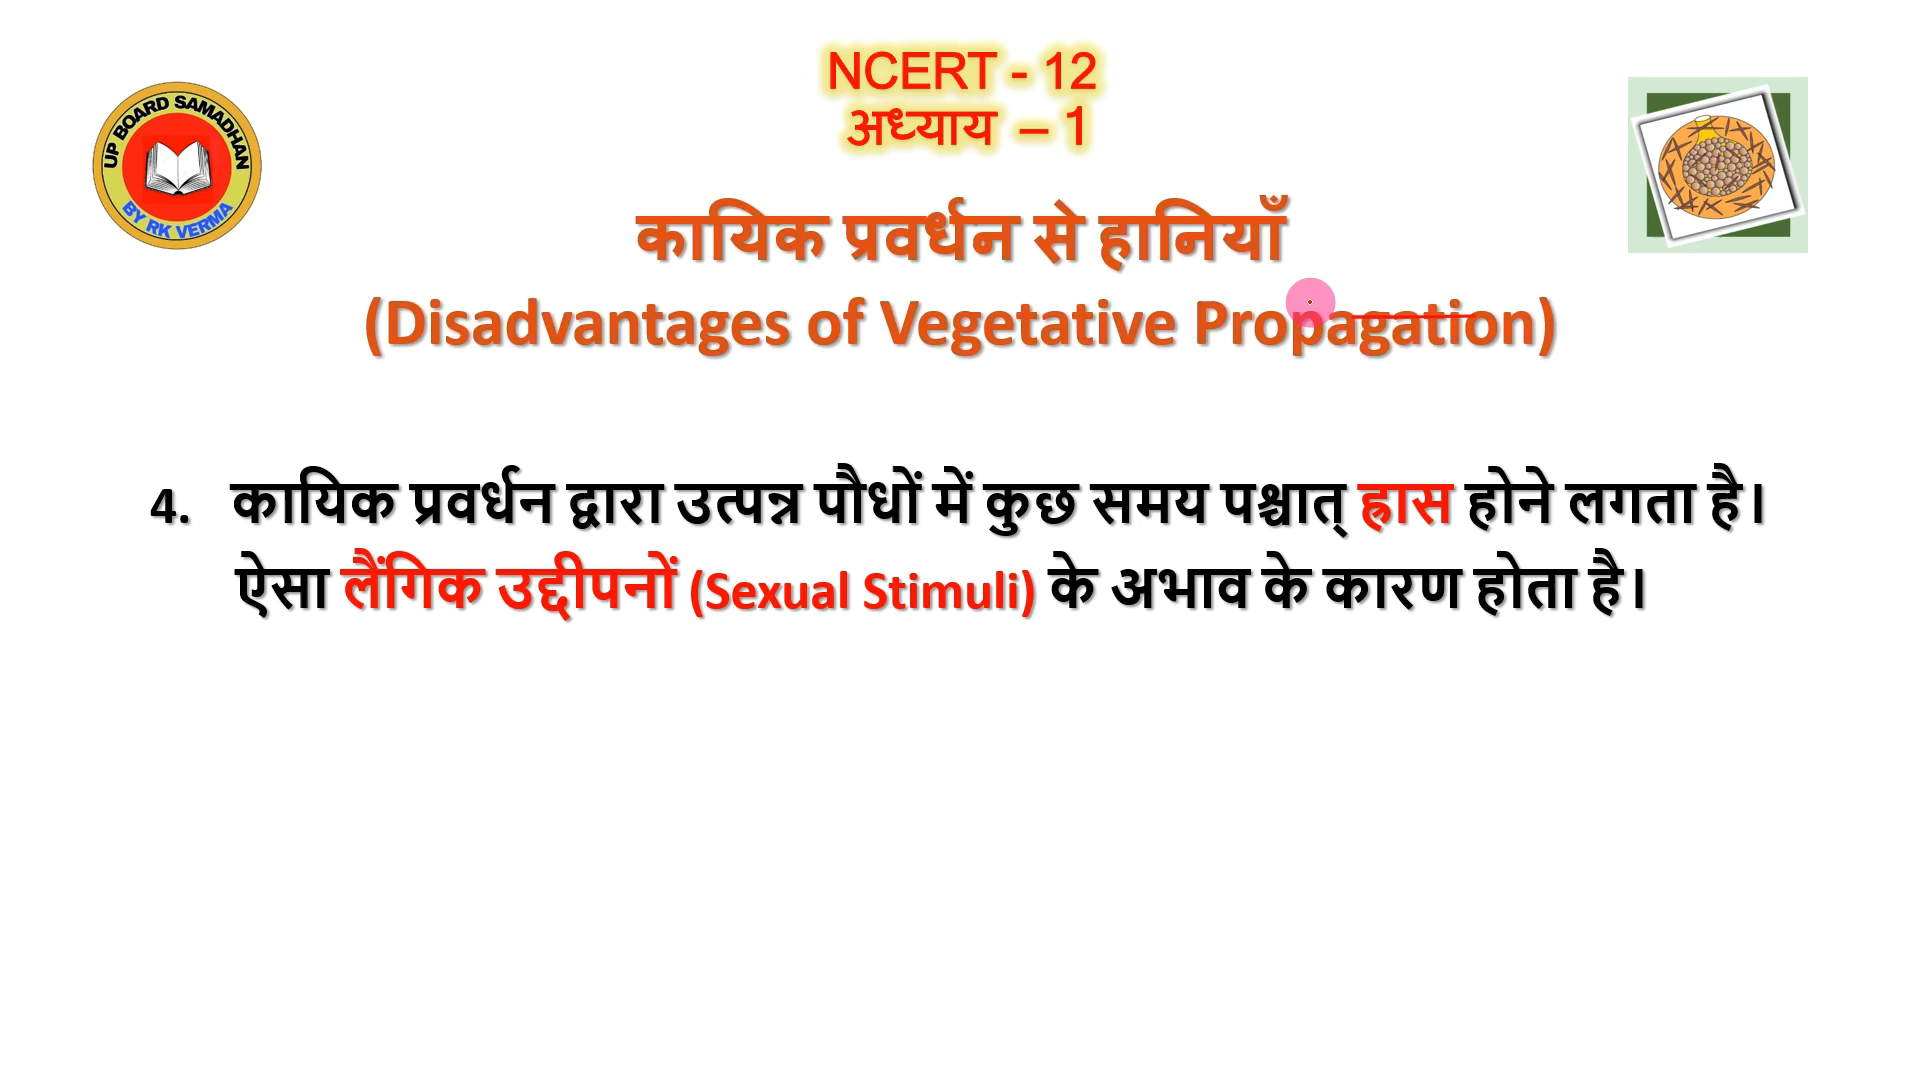 NCERT - 12
अध्याय – 1
UP BOARD SAMADHAN
BY RK VERMA
कायिक प्रवर्धन से हानियाँ
(Disadvantages of Vegetative Propagation)
4. कायिक प्रवर्धन द्वारा उत्पन्न पौधों में कुछ समय पश्चात् ह्रास होने लगता है।
ऐसा लैंगिक उद्दीपनों (Sexual Stimuli) के अभाव के कारण होता है।